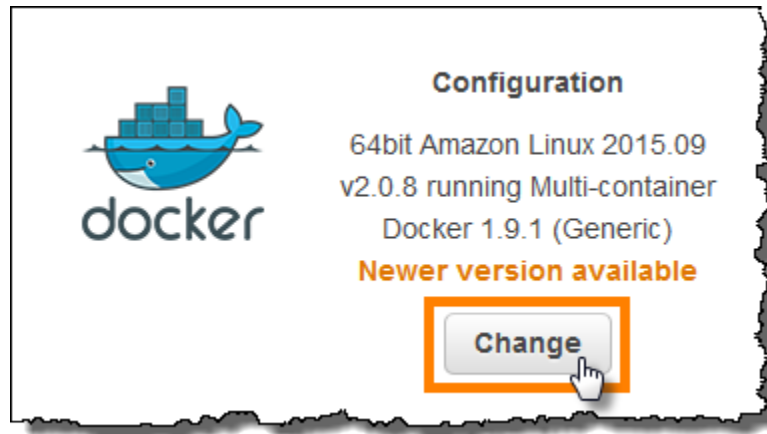 docker
Configuration
64bit Amazon Linux 2015.09
v2.0.8 running Multi-container
Docker 1.9.1 (Generic)
Newer version available
Change